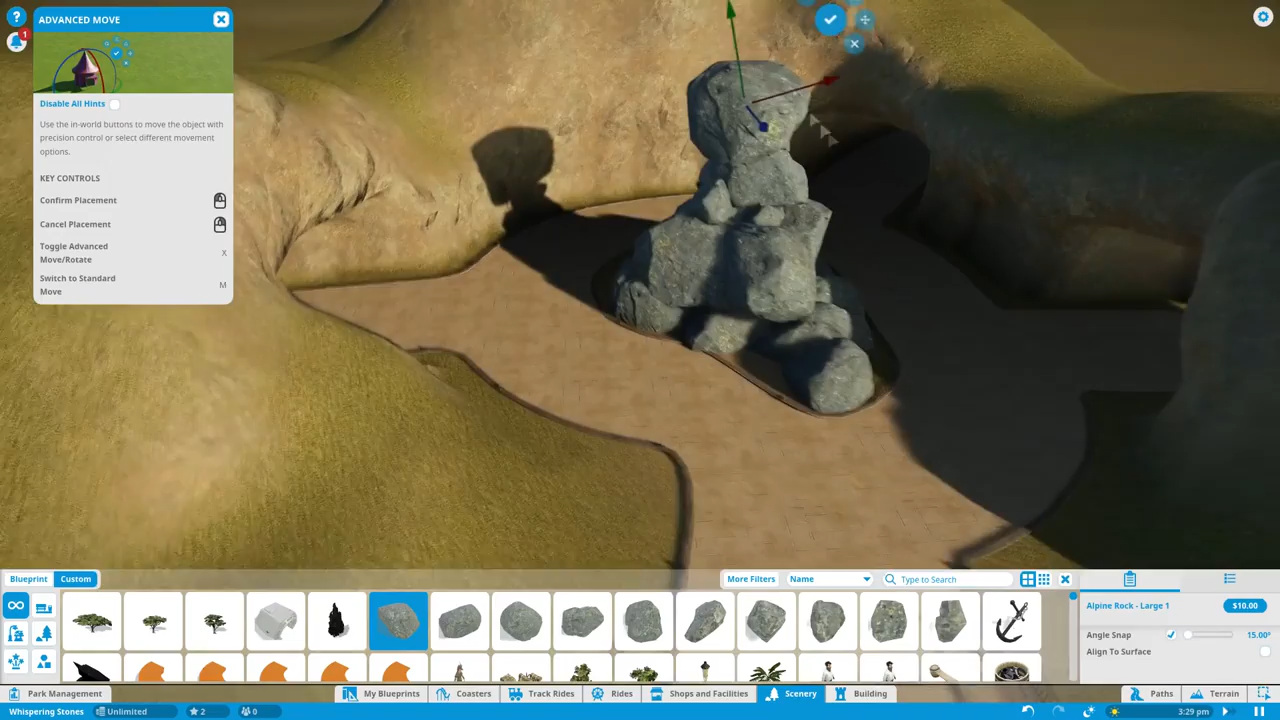 ADVANCED MOVE
1
Disable All Hints
Use the in-world buttons to move the object with
precision control or select different movement
options.
KEY CONTROLS
Confirm Placement
Cancel Placement
Toggle Advanced
Move/Rotate X
Switch to Standard
Move M
Blueprint Custom More Filters Name Type to Search
Alpine Rock - Large 1 $10.00
Angle Snap 15.00°
Align To Surface
Park Management My Blueprints Coasters Track Rides Rides Shops and Facilities Scenery Building Paths Terrain
Whispering Stones Unlimited 2 0 3:29 pm